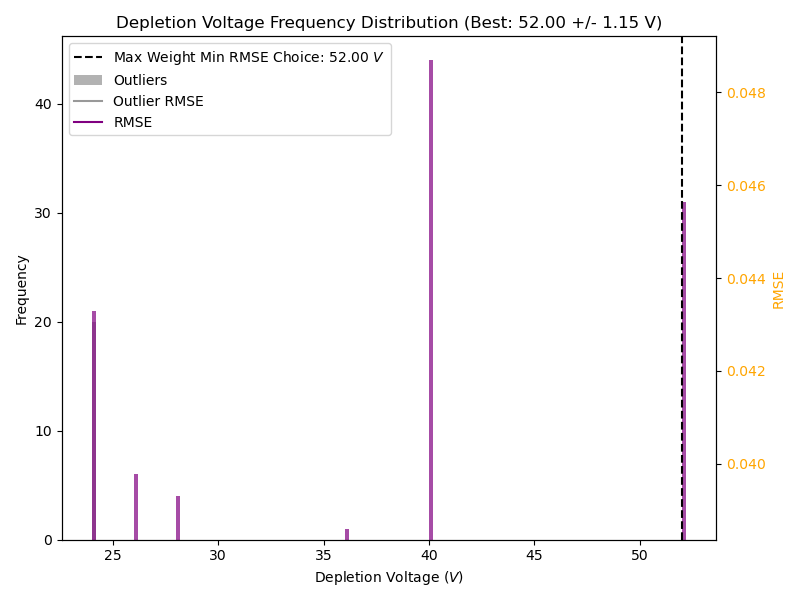 Depletion Voltage Frequency Distribution (Best: 52.00 +/- 1.15 V)
Max Weight Min RMSE Choice: 52.00 V
Outliers
Outlier RMSE
RMSE
40
30
20
10
0
Frequency
0.048
0.046
0.044
0.042
0.040
RMSE
25 30 35 40 45 50
Depletion Voltage (V)